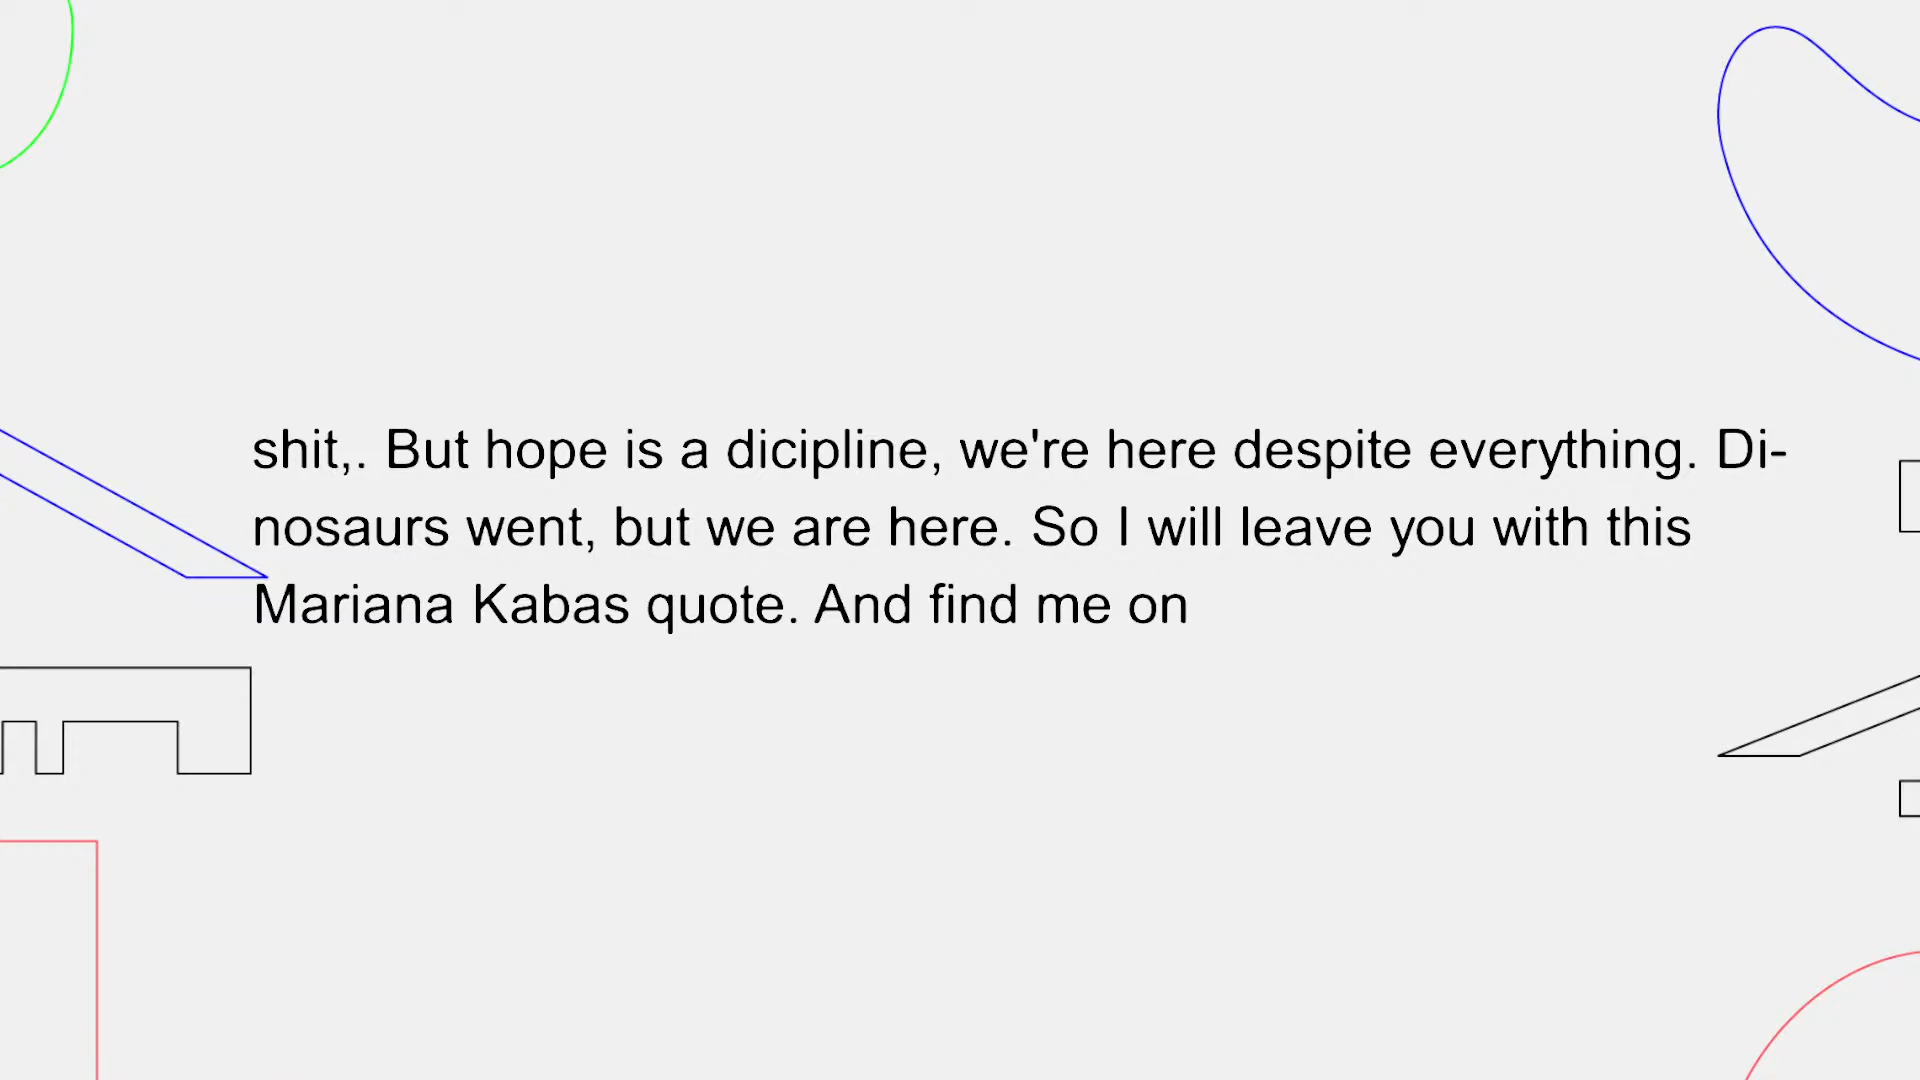 shit,. But hope is a dicipline, we're here despite everything. Di-
nosaurs went, but we are here. So I will leave you with this
Mariana Kabas quote. And find me on